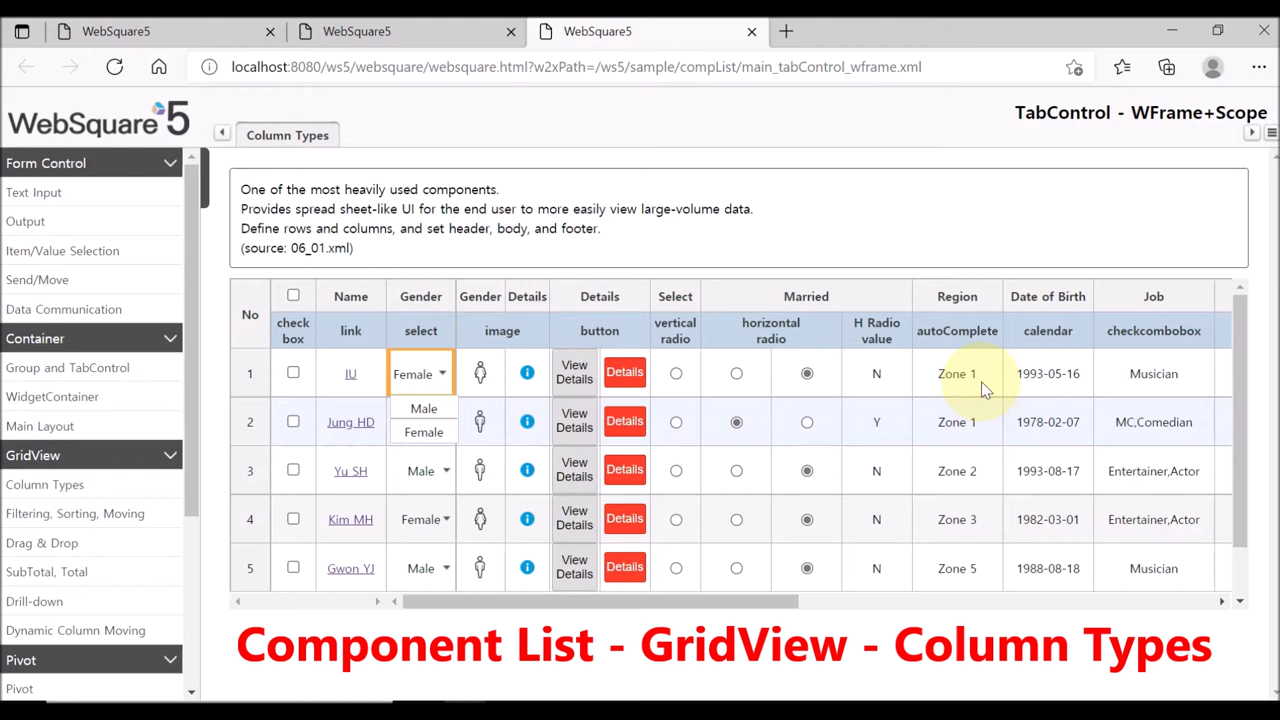 WebSquare5
WebSquare5
WebSquare5
localhost:8080/ws5/websquare/websquare.html?w2xPath=/ws5/sample/compList/main_tabControl_wframe.xml
WebSquare 5
TabControl - WFrame+Scope
Column Types
Form Control
Text Input
Output
Item/Value Selection
Send/Move
Data Communication
Container
Group and TabControl
WidgetContainer
Main Layout
GridView
Column Types
Filtering, Sorting, Moving
Drag & Drop
SubTotal, Total
Drill-down
Dynamic Column Moving
Pivot
Pivot
One of the most heavily used components.
Provides spread sheet-like UI for the end user to more easily view large-volume data.
Define rows and columns, and set header, body, and footer.
(source: 06_01.xml)
No Name Gender Gender Details Details Select Married Region Date of Birth Job
check box link select image button vertical radio horizontal radio H Radio value autoComplete calendar checkcombobox
1 IU Female View Details Details N Zone 1 1993-05-16 Musician
Male
Female
2 Jung HD View Details Details Y Zone 1 1978-02-07 MC,Comedian
3 Yu SH Male View Details Details N Zone 2 1993-08-17 Entertainer,Actor
4 Kim MH Female View Details Details N Zone 3 1982-03-01 Entertainer,Actor
5 Gwon YJ Male View Details Details N Zone 5 1988-08-18 Musician
Component List - GridView - Column Types